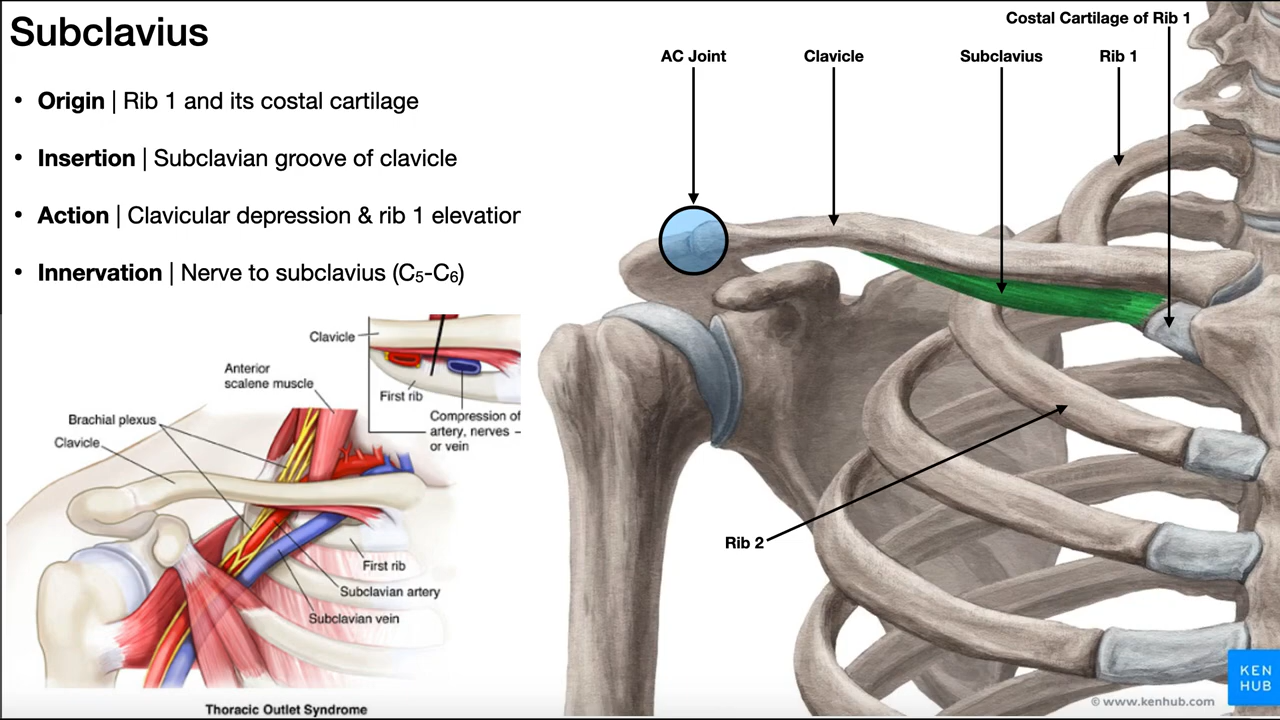 Subclavius
• Origin | Rib 1 and its costal cartilage
• Insertion | Subclavian groove of clavicle
• Action | Clavicular depression & rib 1 elevation
• Innervation | Nerve to subclavius (C₅-C₆)
Costal Cartilage of Rib 1
AC Joint
Clavicle
Subclavius
Rib 1
Rib 2
Clavicle
First rib
Compression of
artery, nerves
or vein
Anterior
scalene muscle
Brachial plexus
Clavicle
First rib
Subclavian artery
Subclavian vein
Thoracic Outlet Syndrome
KEN
HUB
© www.kenhub.com